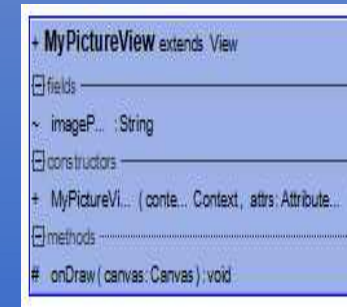 + MyPictureView extends View
fields
~ imageP... : String
constructors
+ MyPictureVi... ( conte... Context, attrs: Attribute...
methods
# onDraw ( canvas: Canvas ) : void